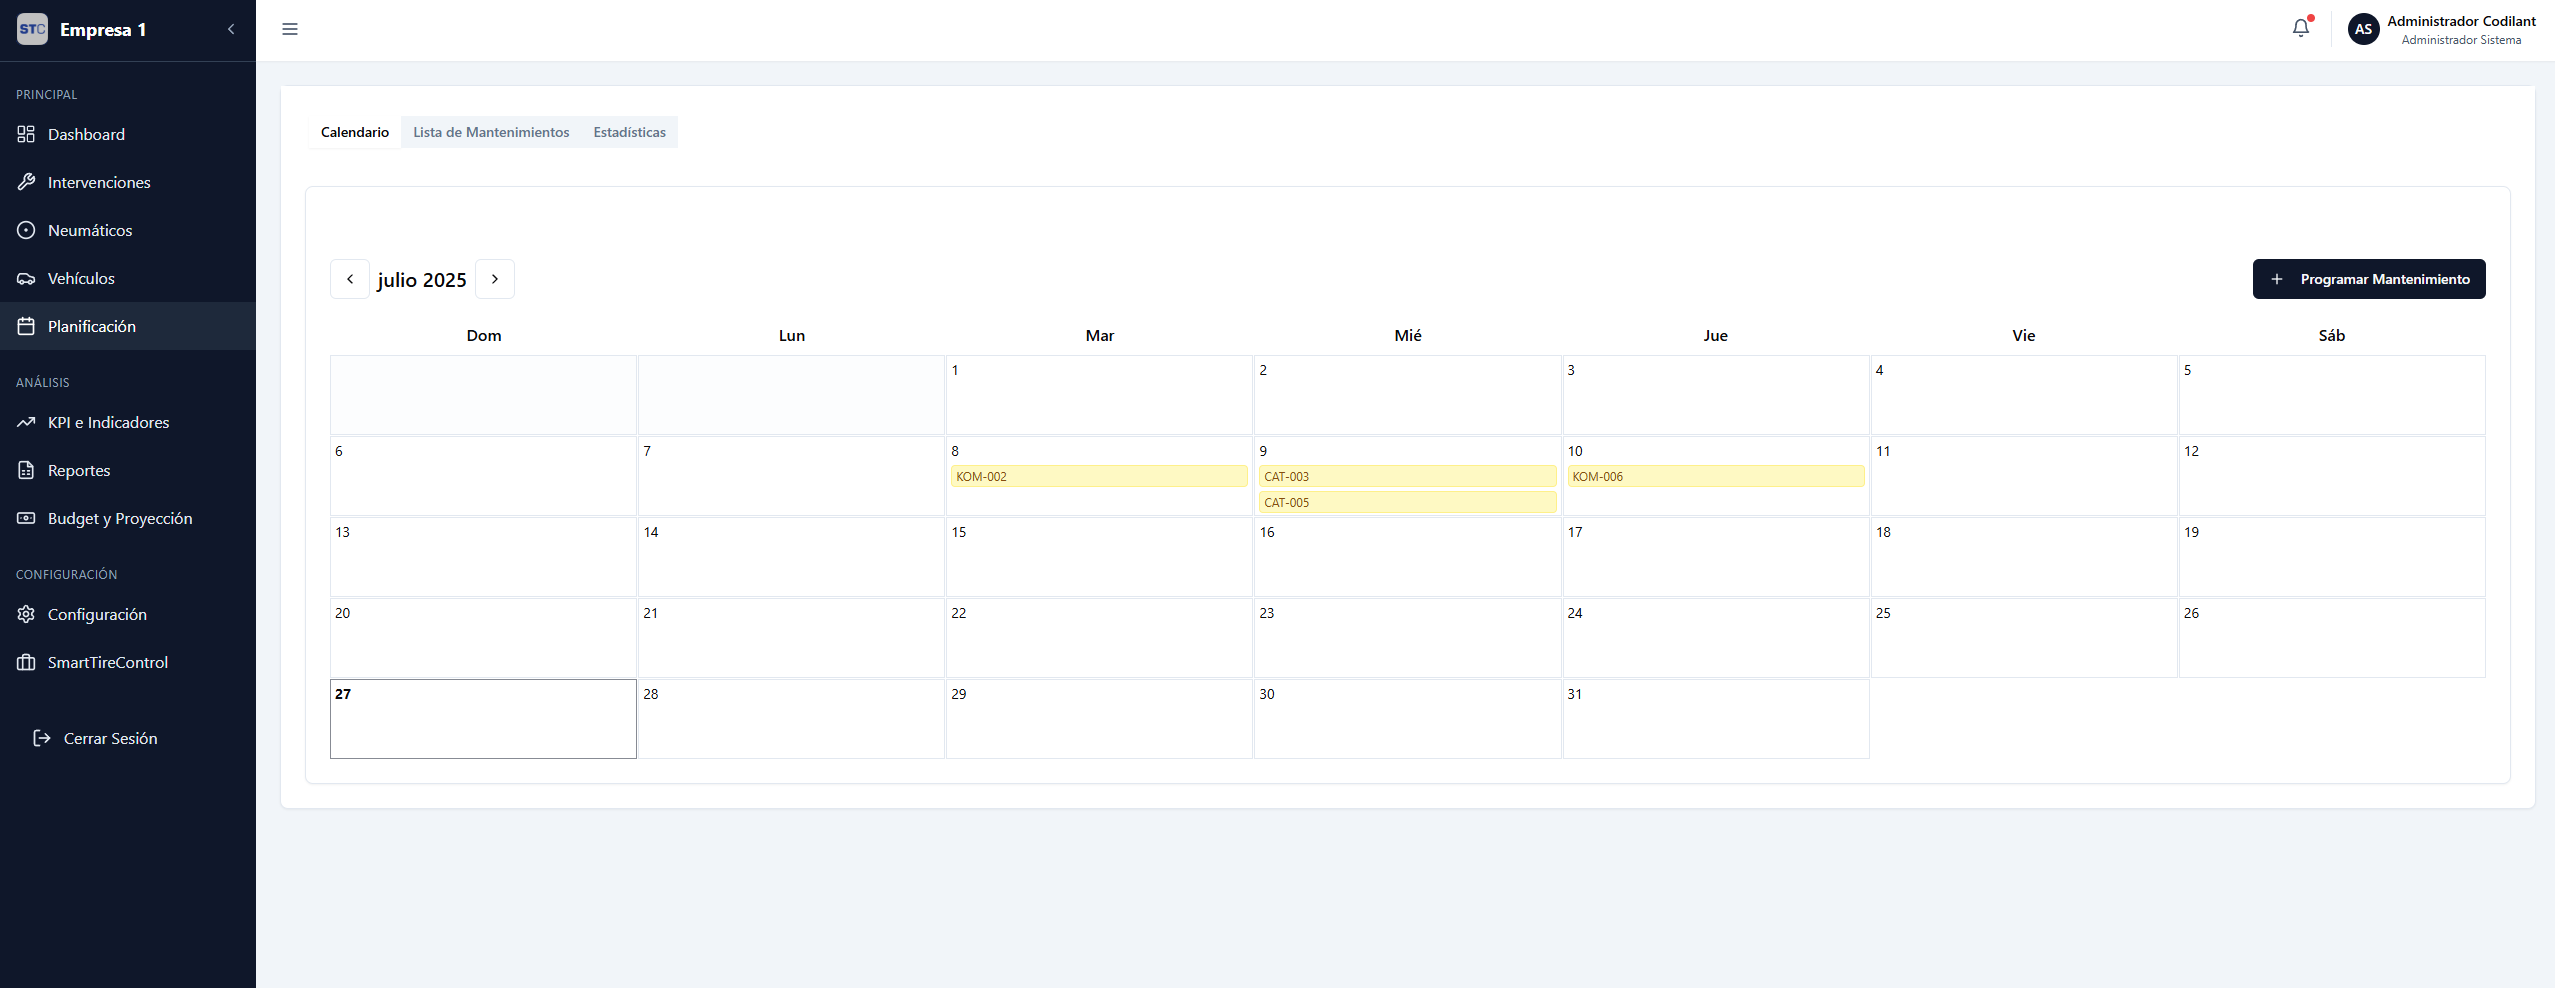 STC Empresa 1
PRINCIPAL
Dashboard
Intervenciones
Neumáticos
Vehículos
Planificación
ANÁLISIS
KPI e Indicadores
Reportes
Budget y Proyección
CONFIGURACIÓN
Configuración
SmartTireControl
Cerrar Sesión
AS
Administrador Codilant
Administrador Sistema
Calendario Lista de Mantenimientos Estadísticas
julio 2025
Programar Mantenimiento
Dom Lun Mar Mié Jue Vie Sáb
1 2 3 4 5
6 7 8 9 10 11 12
KOM-002 CAT-003 KOM-006
CAT-005
13 14 15 16 17 18 19
20 21 22 23 24 25 26
27 28 29 30 31